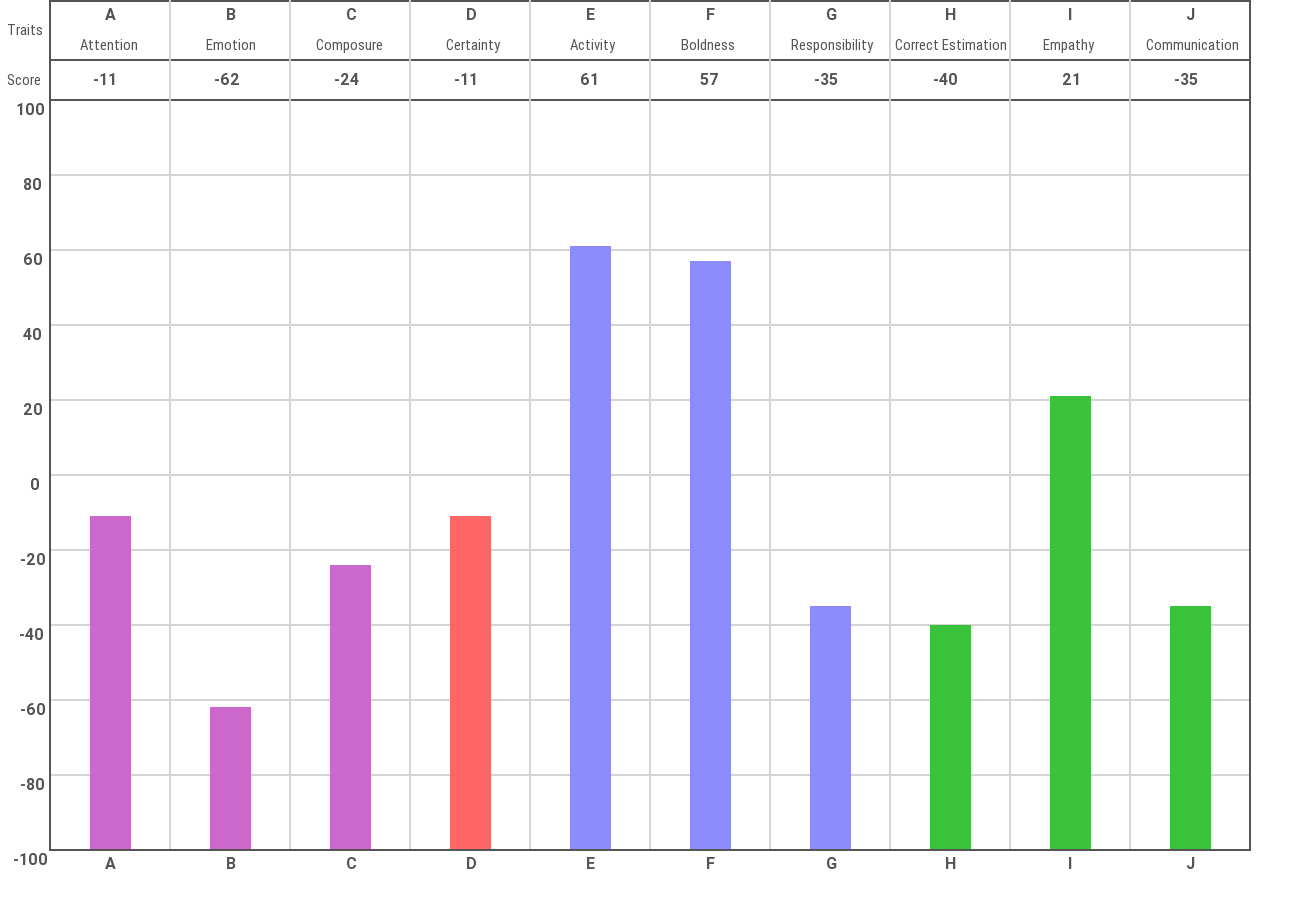 A B C D E F G H I J
Traits
Attention Emotion Composure Certainty Activity Boldness Responsibility Correct Estimation Empathy Communication
Score -11 -62 -24 -11 61 57 -35 -40 21 -35
100
80
60
40
20
0
-20
-40
-60
-80
-100
A B C D E F G H I J